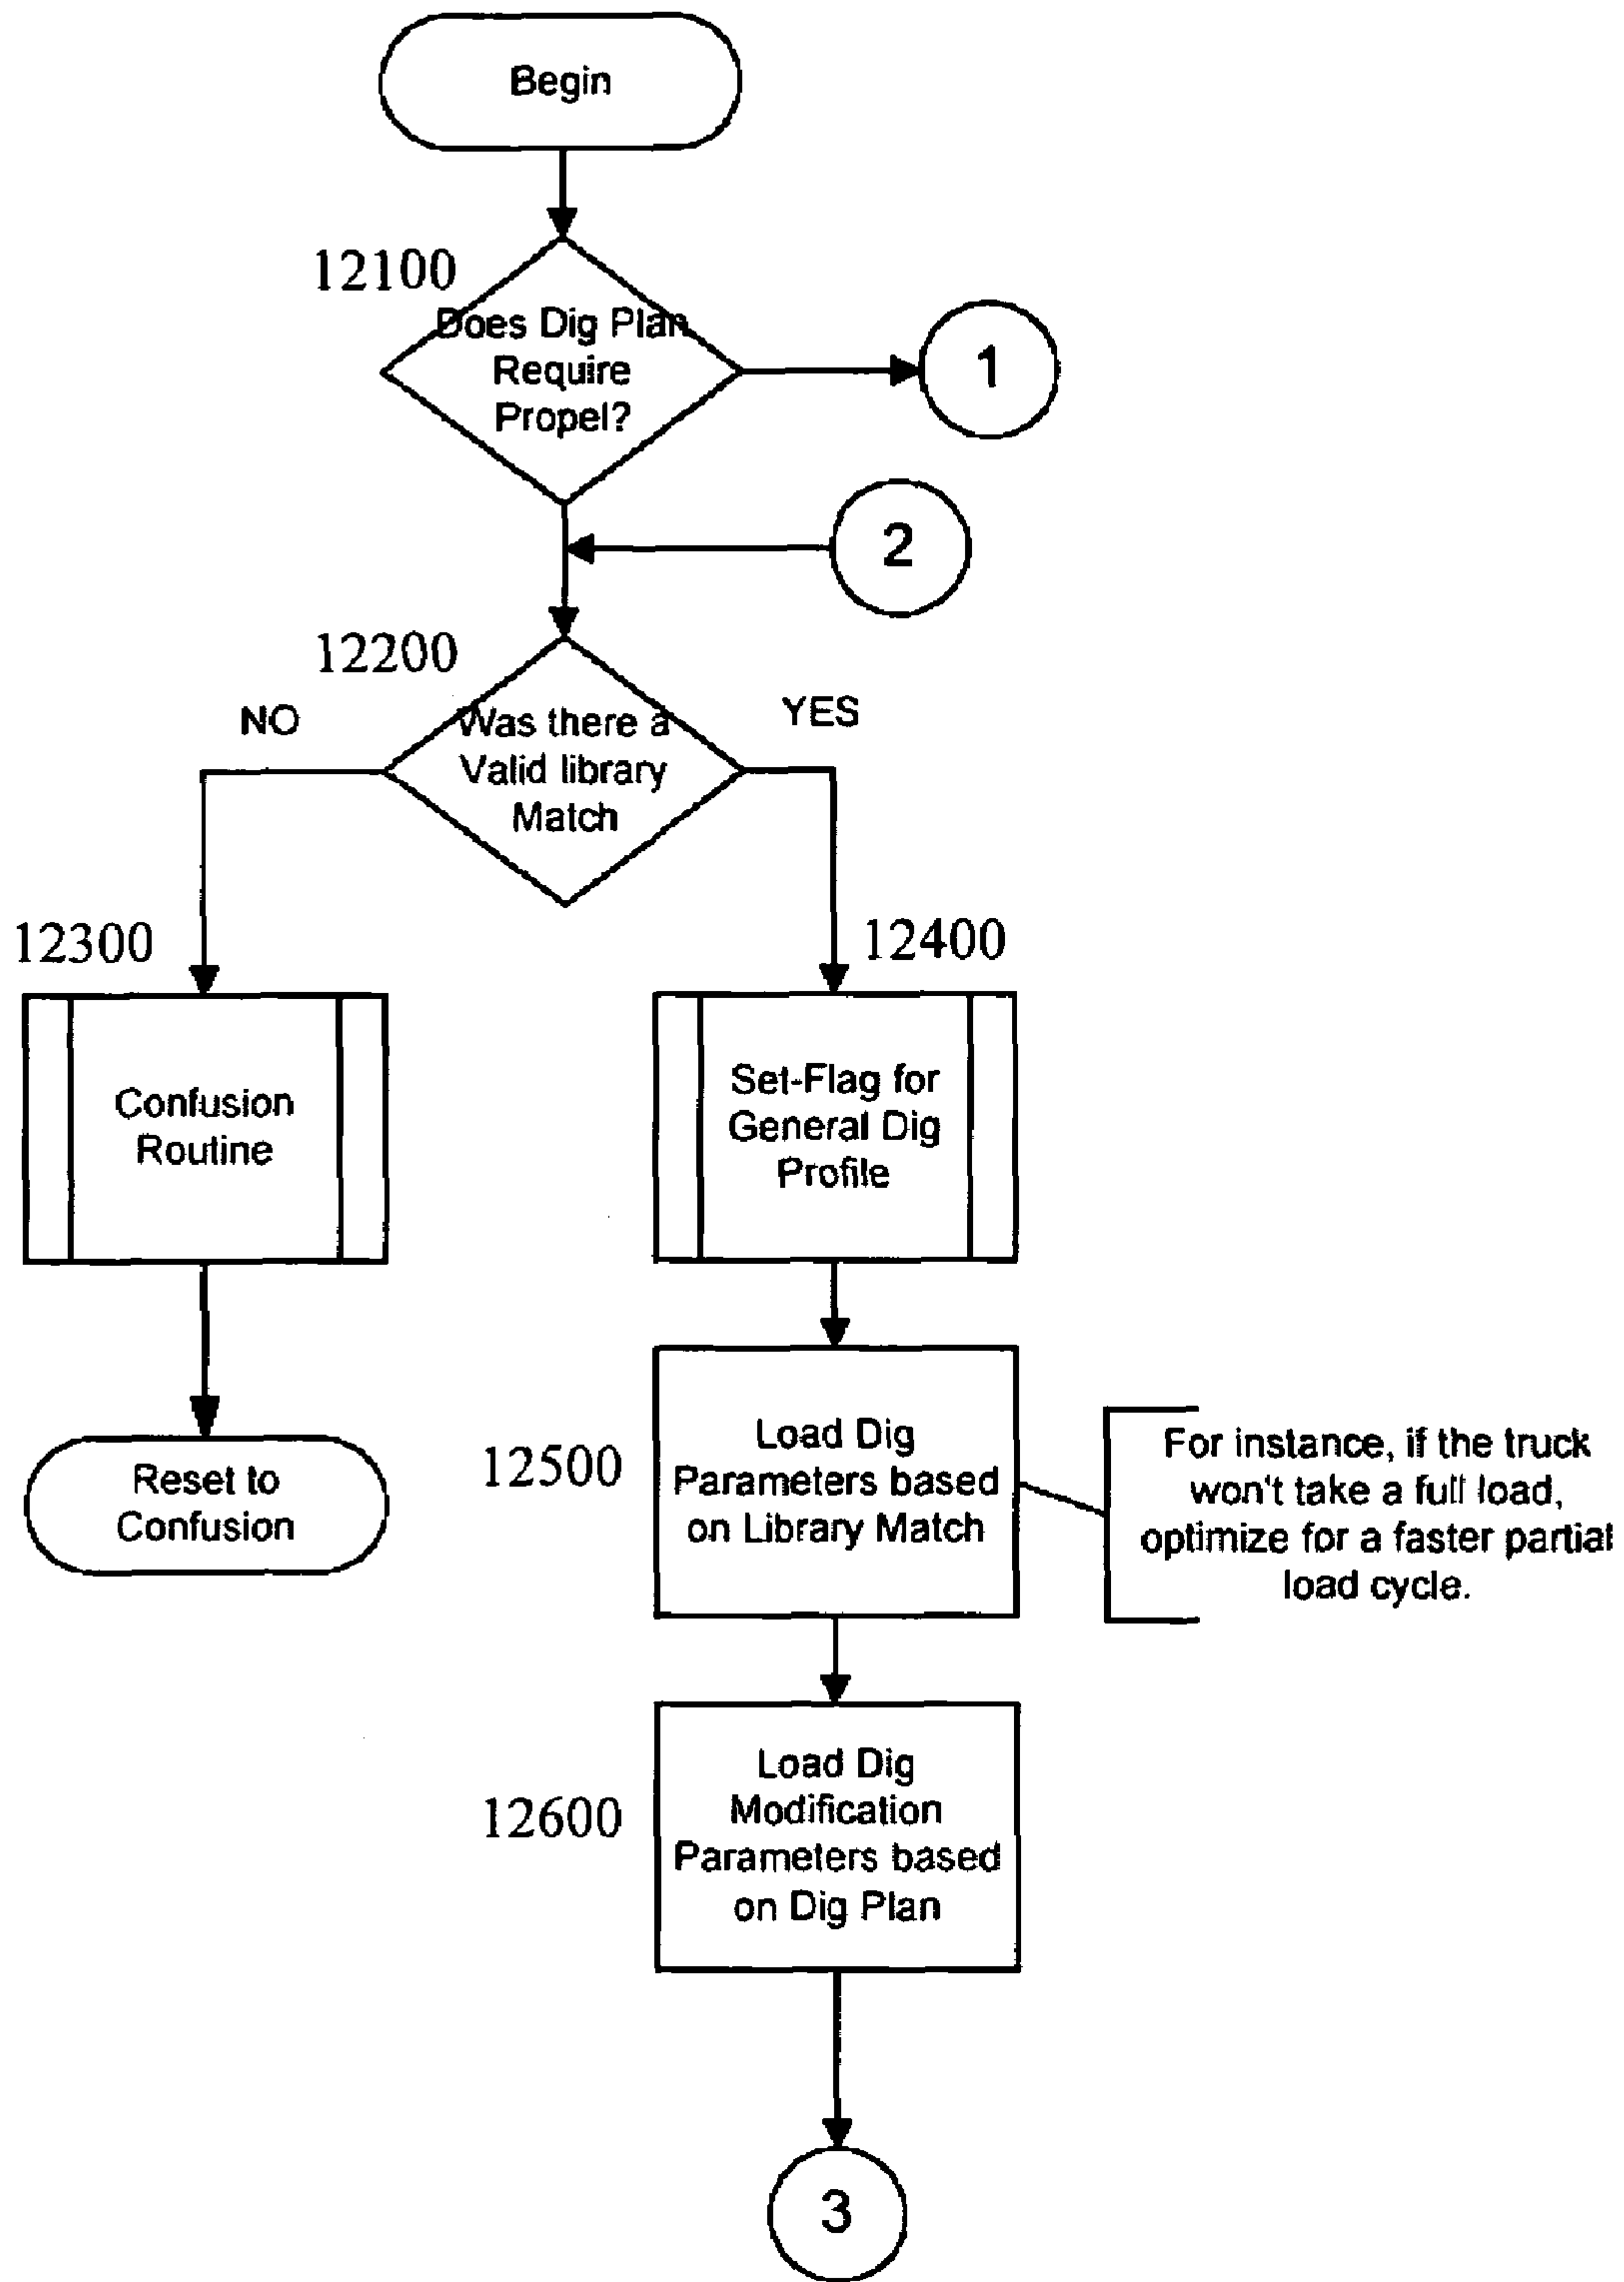 Begin
12100
Does Dig Plan
Require
Propel?
1
2
12200
NO
YES
Was there a
Valid library
Match
12300
12400
Confusion
Routine
Set-Flag for
General Dig
Profile
Reset to
Confusion
12500
Load Dig
Parameters based
on Library Match
For instance, if the truck
won't take a full load,
optimize for a faster partial
load cycle.
12600
Load Dig
Modification
Parameters based
on Dig Plan
3